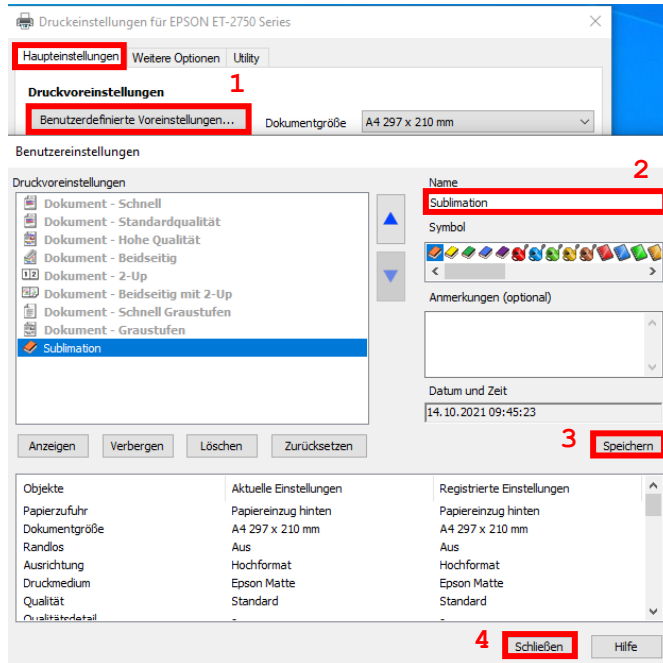 Druckeinstellungen für EPSON ET-2750 Series
Haupteinstellungen Weitere Optionen Utility
1
Druckvoreinstellungen
Benutzerdefinierte Voreinstellungen... Dokumentgröße A4 297 x 210 mm
Benutzereinstellungen
2
Druckvoreinstellungen Name
Dokument - Schnell Sublimation
Dokument - Standardqualität
Symbol
Dokument - Hohe Qualität
Dokument - Beidseitig
Dokument - 2-Up
Dokument - Beidseitig mit 2-Up Anmerkungen (optional)
Dokument - Schnell Graustufen
Dokument - Graustufen
Sublimation
Datum und Zeit
14.10.2021 09:45:23
3
Anzeigen Verbergen Löschen Zurücksetzen Speichern
Objekte Aktuelle Einstellungen Registrierte Einstellungen
Papierzufuhr Papiereinzug hinten Papiereinzug hinten
Dokumentgröße A4 297 x 210 mm A4 297 x 210 mm
Randlos Aus Aus
Ausrichtung Hochformat Hochformat
Druckmedium Epson Matte Epson Matte
Qualität Standard Standard
Qualitätsdetail - -
4
Schließen Hilfe